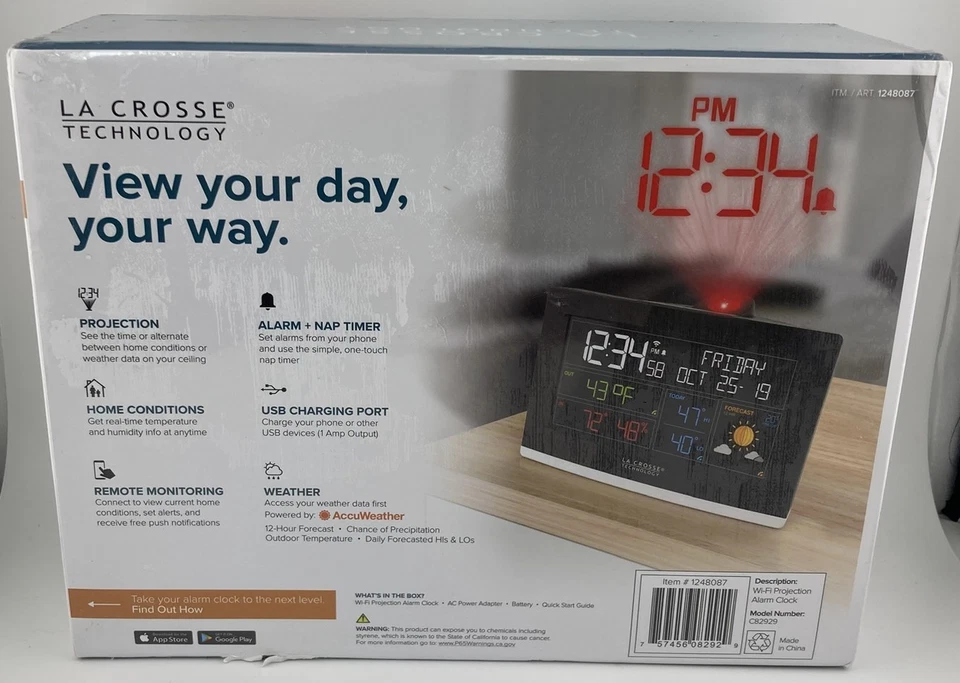 ITM. / ART. 1248087
LA CROSSE®
TECHNOLOGY
View your day,
your way.
PM
12:34
12:34
PROJECTION
See the time or alternate
between home conditions or
weather data on your ceiling
ALARM + NAP TIMER
Set alarms from your phone
and use the simple, one-touch
nap timer
HOME CONDITIONS
Get real-time temperature
and humidity info at anytime
USB CHARGING PORT
Charge your phone or other
USB devices (1 Amp Output)
REMOTE MONITORING
Connect to view current home
conditions, set alerts, and
receive free push notifications
WEATHER
Access your weather data first
Powered by: AccuWeather
12-Hour Forecast • Chance of Precipitation
Outdoor Temperature • Daily Forecasted HIs & LOs
12:34 58 PM
FRIDAY
OCT 25- 19
OUT
43°F
TODAY
47° HI
FORECAST
72° 48%
40°
LA CROSSE®
TECHNOLOGY
Take your alarm clock to the next level.
Find Out How
App Store
Google Play
WHAT'S IN THE BOX?
Wi-Fi Projection Alarm Clock • AC Power Adapter • Battery • Quick Start Guide
WARNING: This product can expose you to chemicals including
styrene, which is known to the State of California to cause cancer.
For more information go to: www.P65Warnings.ca.gov
Item # 1248087
7 57456 08292 9
Description:
Wi-Fi Projection
Alarm Clock
Model Number:
C82929
Made
in China